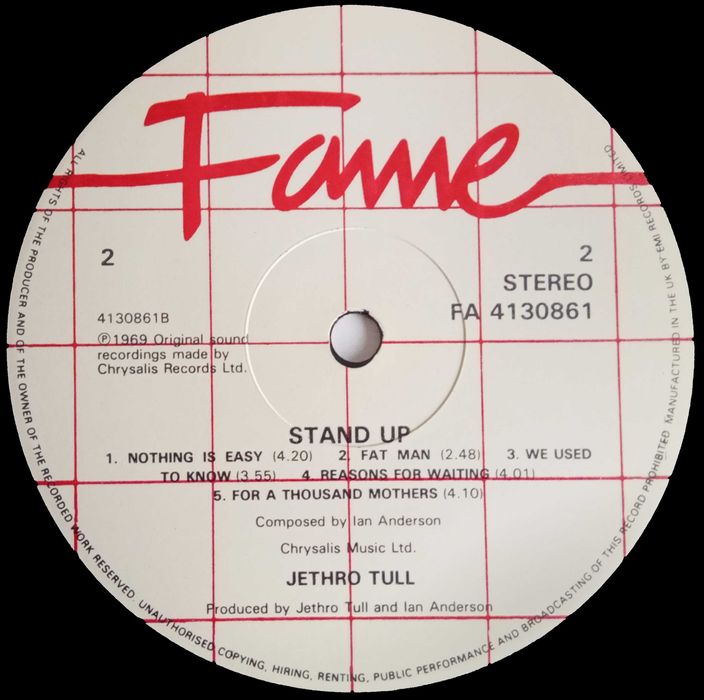 Fame
2
2
STEREO
FA 4130861
4130861B
Ⓟ1969 Original sound
recordings made by
Chrysalis Records Ltd.
STAND UP
1. NOTHING IS EASY (4.20) 2. FAT MAN (2.48) 3. WE USED
TO KNOW (3.55) 4. REASONS FOR WAITING (4.01)
5. FOR A THOUSAND MOTHERS (4.10)
Composed by Ian Anderson
Chrysalis Music Ltd.
JETHRO TULL
Produced by Jethro Tull and Ian Anderson
ALL RIGHTS OF THE PRODUCER AND OF THE OWNER OF THE RECORDED WORK RESERVED. UNAUTHORISED COPYING, HIRING, RENTING, PUBLIC PERFORMANCE AND BROADCASTING OF THIS RECORD PROHIBITED MANUFACTURED IN THE UK BY EMI RECORDS LIMITED